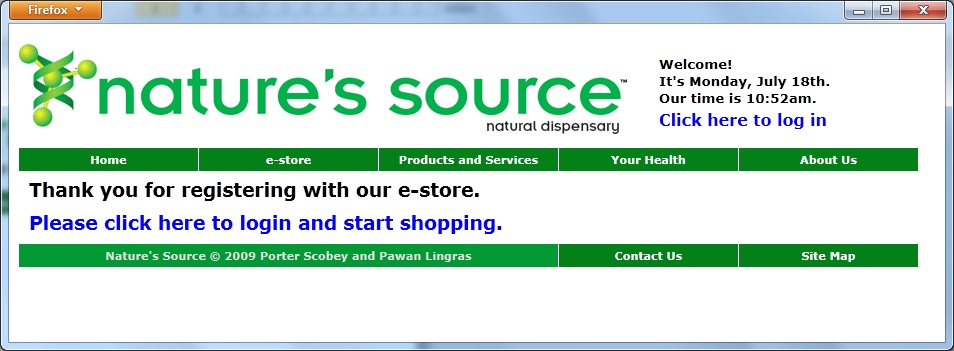 Firefox
nature's source™
natural dispensary
Welcome!
It's Monday, July 18th.
Our time is 10:52am.
Click here to log in
Home e-store Products and Services Your Health About Us
Thank you for registering with our e-store.
Please click here to login and start shopping.
Nature's Source © 2009 Porter Scobey and Pawan Lingras Contact Us Site Map